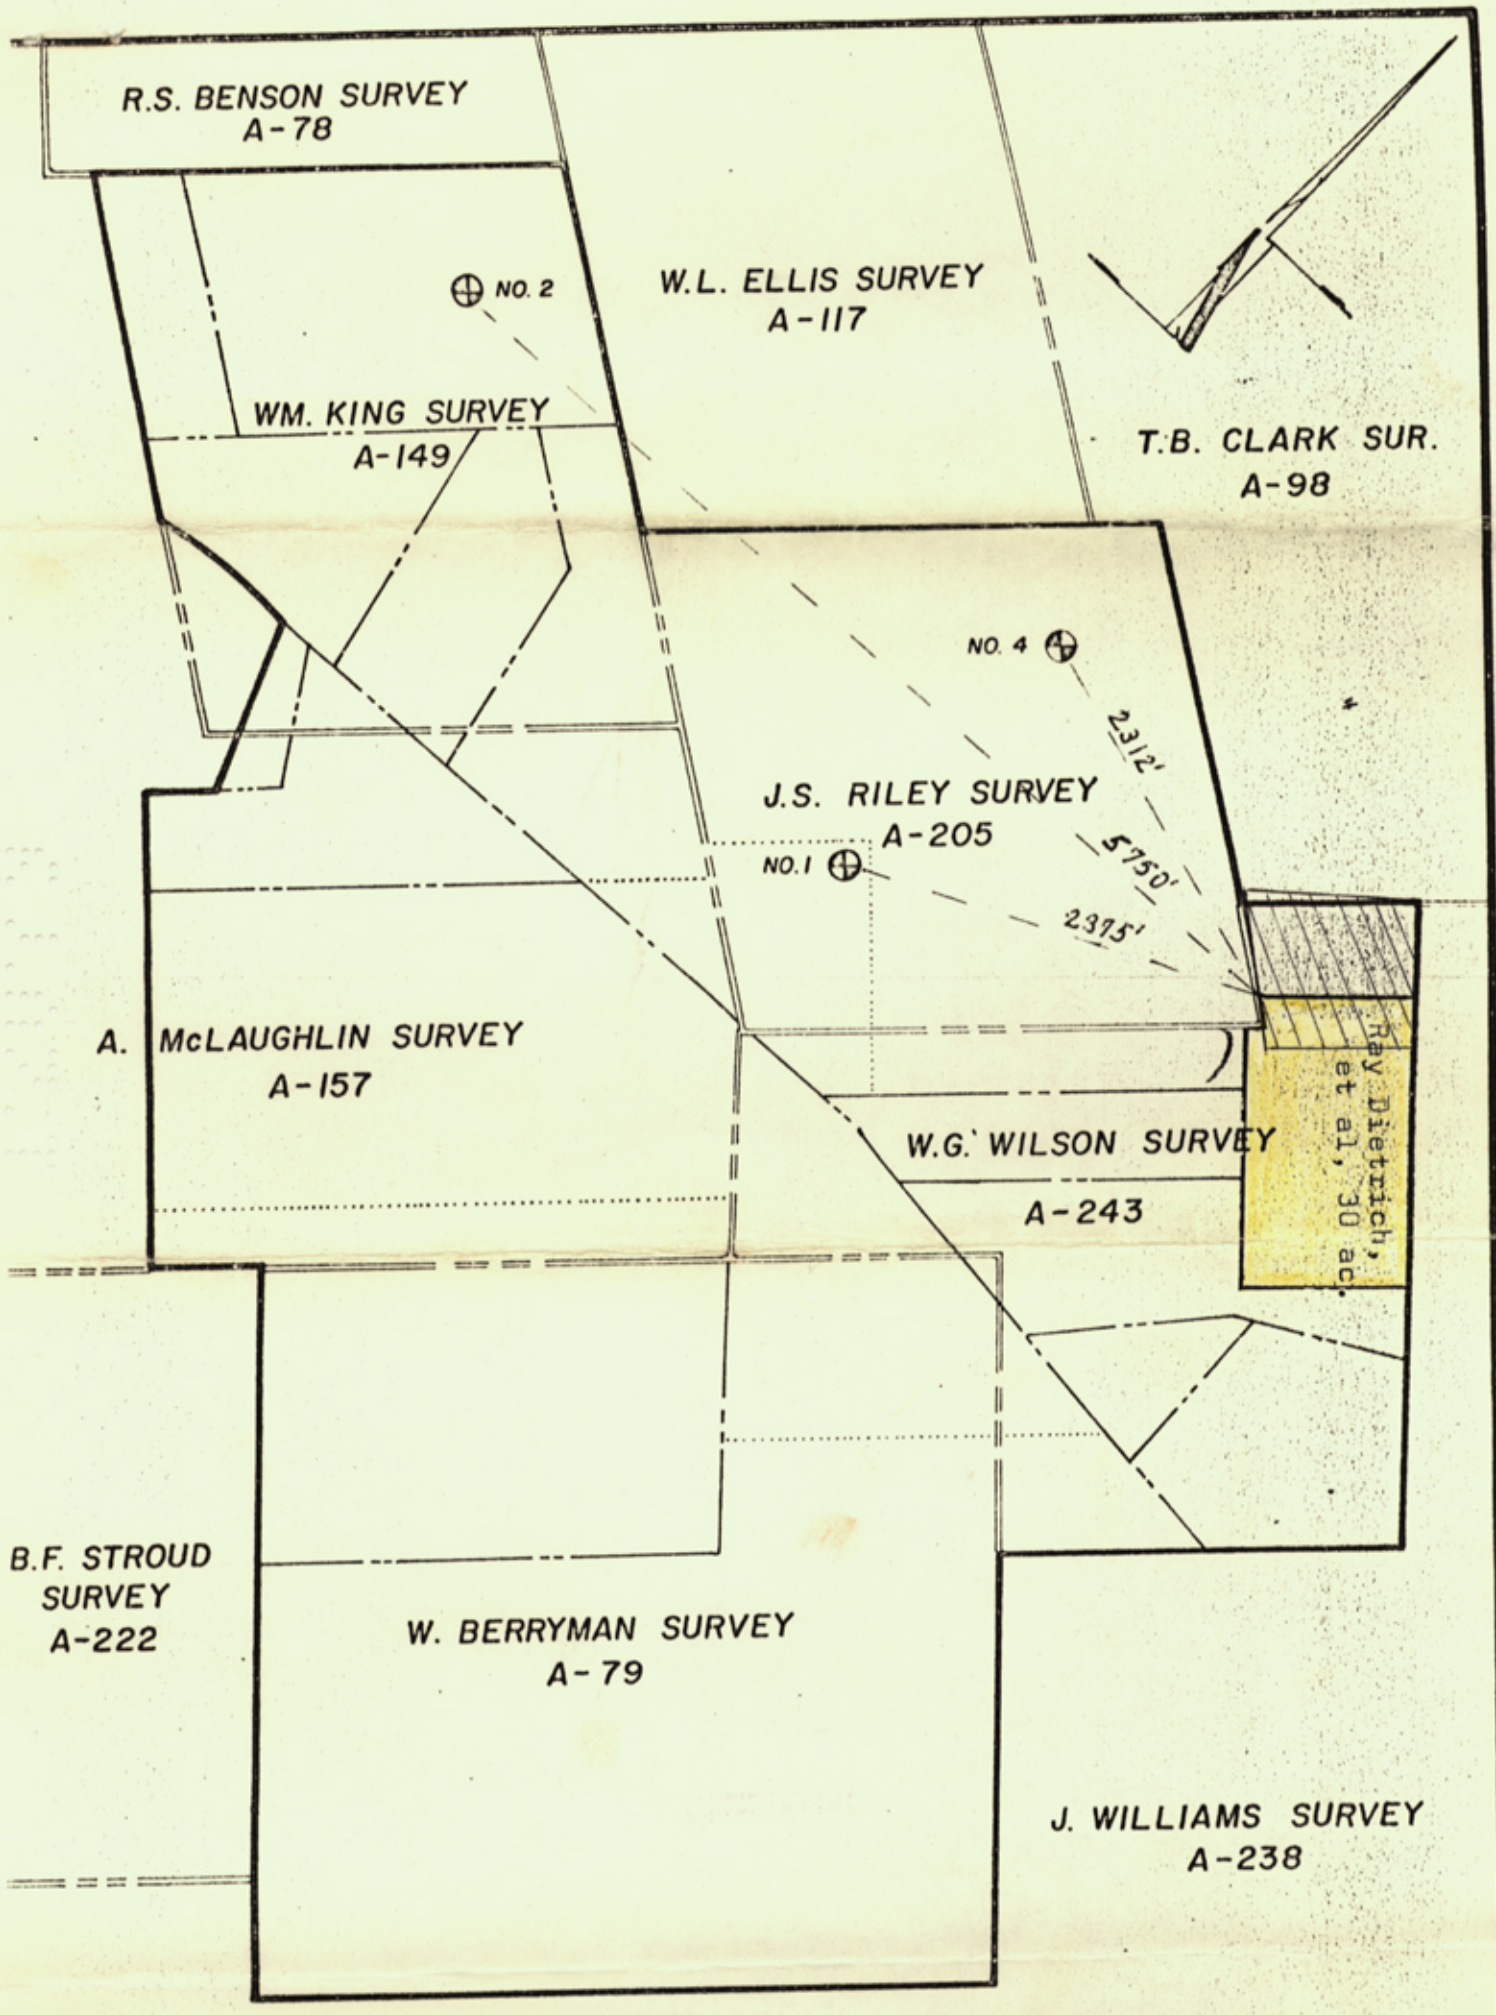 R.S. BENSON SURVEY
A-78
NO. 2
W.L. ELLIS SURVEY
A-117
WM. KING SURVEY
A-149
T.B. CLARK SUR.
A-98
NO. 4
2312'
J.S. RILEY SURVEY
A-205
NO. 1
5750'
2375'
A. McLAUGHLIN SURVEY
A-157
Ray Dietrich,
et al, 30 ac.
W.G. WILSON SURVEY
A-243
B.F. STROUD
SURVEY
A-222
W. BERRYMAN SURVEY
A-79
J. WILLIAMS SURVEY
A-238